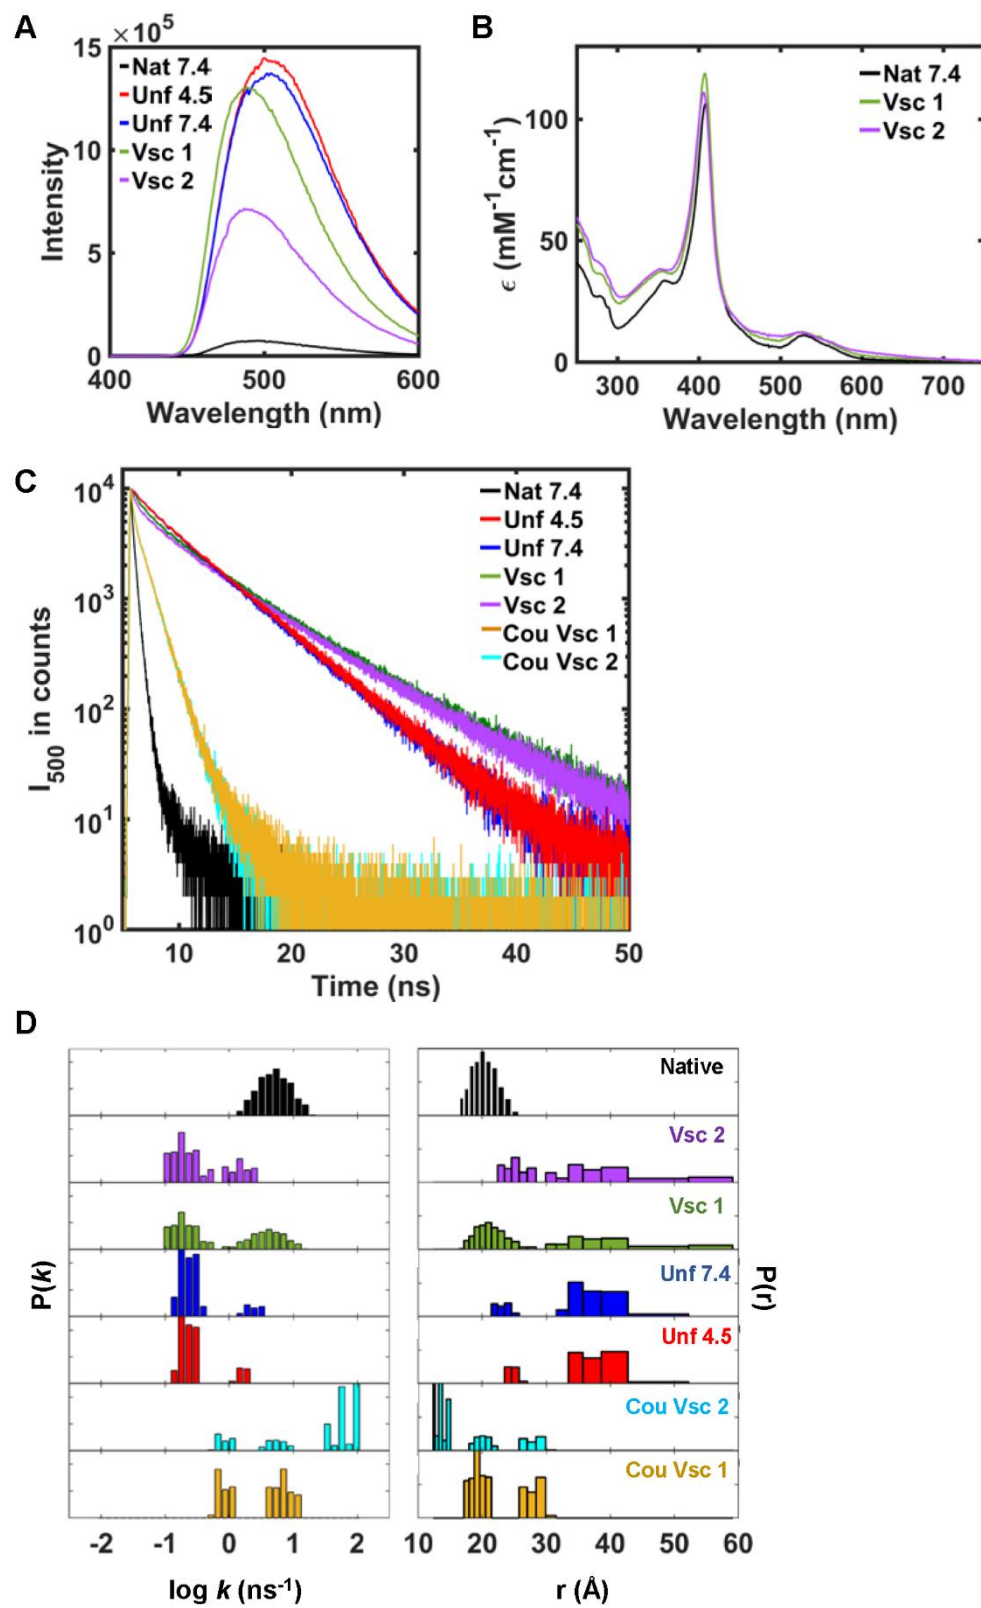 A
×10⁵
15
10
5
0
Intensity
Nat 7.4
Unf 4.5
Unf 7.4
Vsc 1
Vsc 2
400
500
600
Wavelength (nm)
B
100
50
0
ϵ (mM⁻¹cm⁻¹)
Nat 7.4
Vsc 1
Vsc 2
300
400
500
600
700
Wavelength (nm)
C
10⁴
10³
10²
10¹
10⁰
I₅₀₀ in counts
Nat 7.4
Unf 4.5
Unf 7.4
Vsc 1
Vsc 2
Cou Vsc 1
Cou Vsc 2
10
20
30
40
50
Time (ns)
D
P(k)
-2
-1
0
1
2
log k (ns⁻¹)
Native
Vsc 2
Vsc 1
Unf 7.4
Unf 4.5
Cou Vsc 2
Cou Vsc 1
P(r)
10
20
30
40
50
60
r (Å)